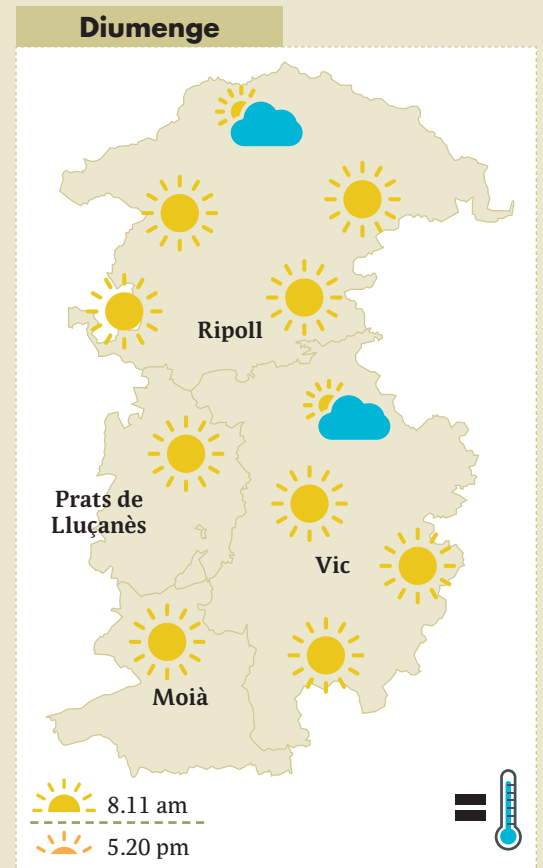 Diumenge
Ripoll
Prats de
Lluçanès
Vic
Moià
8.11 am
5.20 pm
=